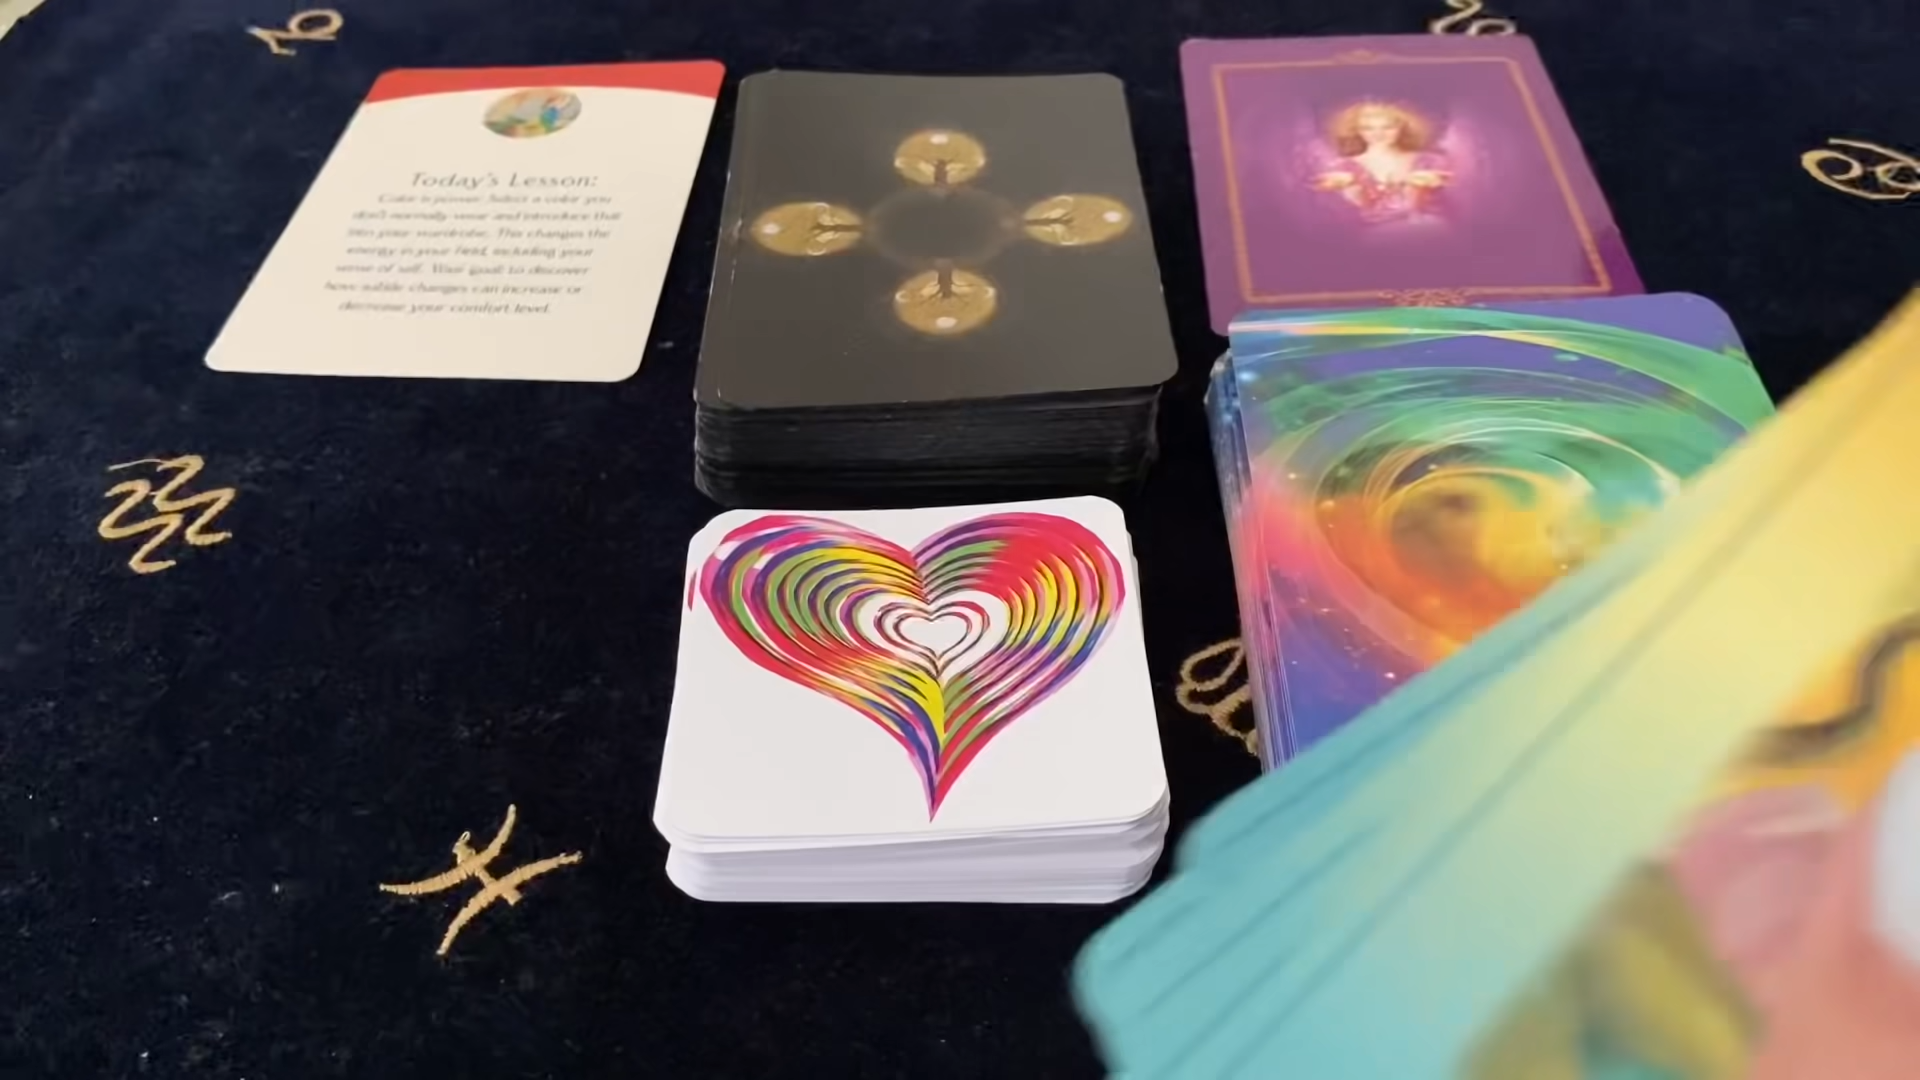 Today's Lesson:
Color is power. Select a color you
don't normally wear and introduce that
into your wardrobe. This changes the
energy in your field, including your
sense of self. Your goal: to discover
how subtle changes can increase or
decrease your comfort level.